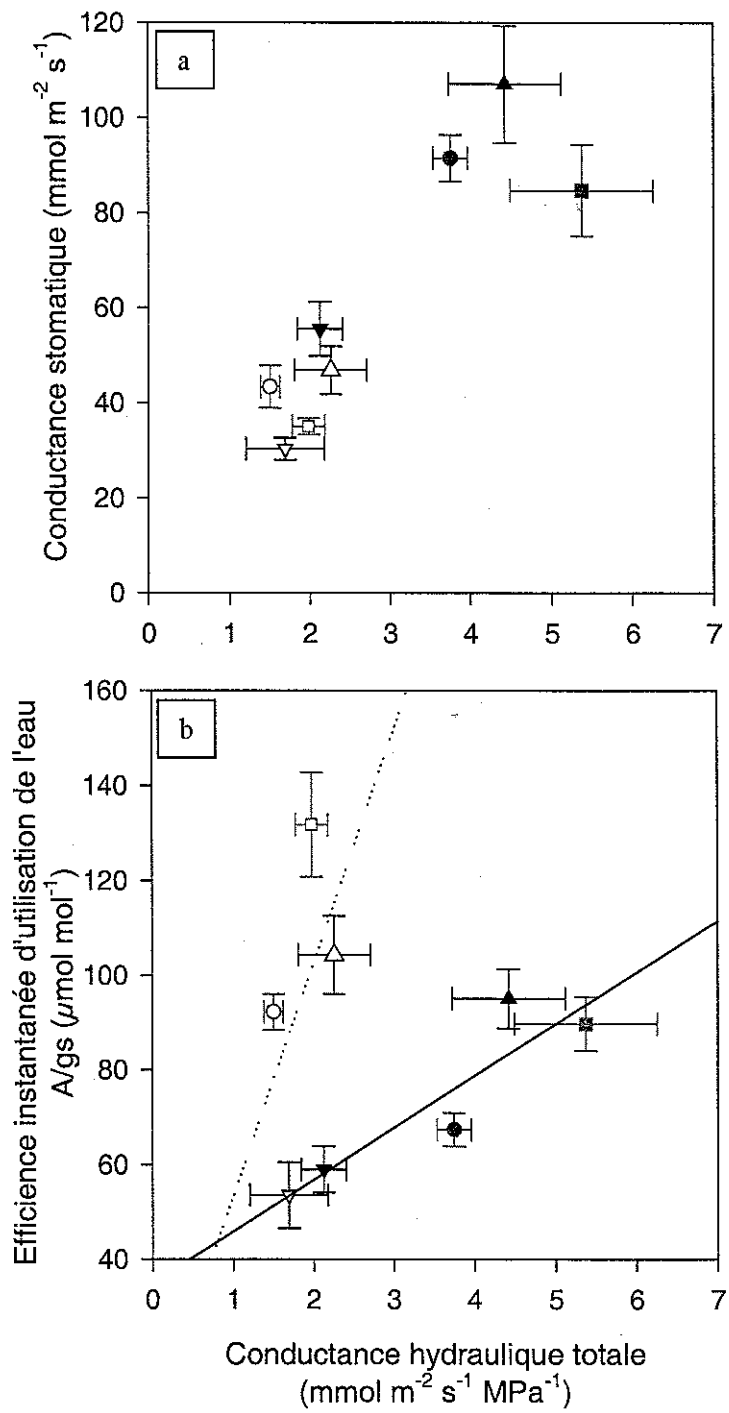 a
Conductance stomatique (mmol m⁻² s⁻¹)
120
100
80
60
40
20
0
0 1 2 3 4 5 6 7
b
Efficience instantanée d'utilisation de l'eau
A/gs (µmol mol⁻¹)
160
140
120
100
80
60
40
0 1 2 3 4 5 6 7
Conductance hydraulique totale
(mmol m⁻² s⁻¹ MPa⁻¹)